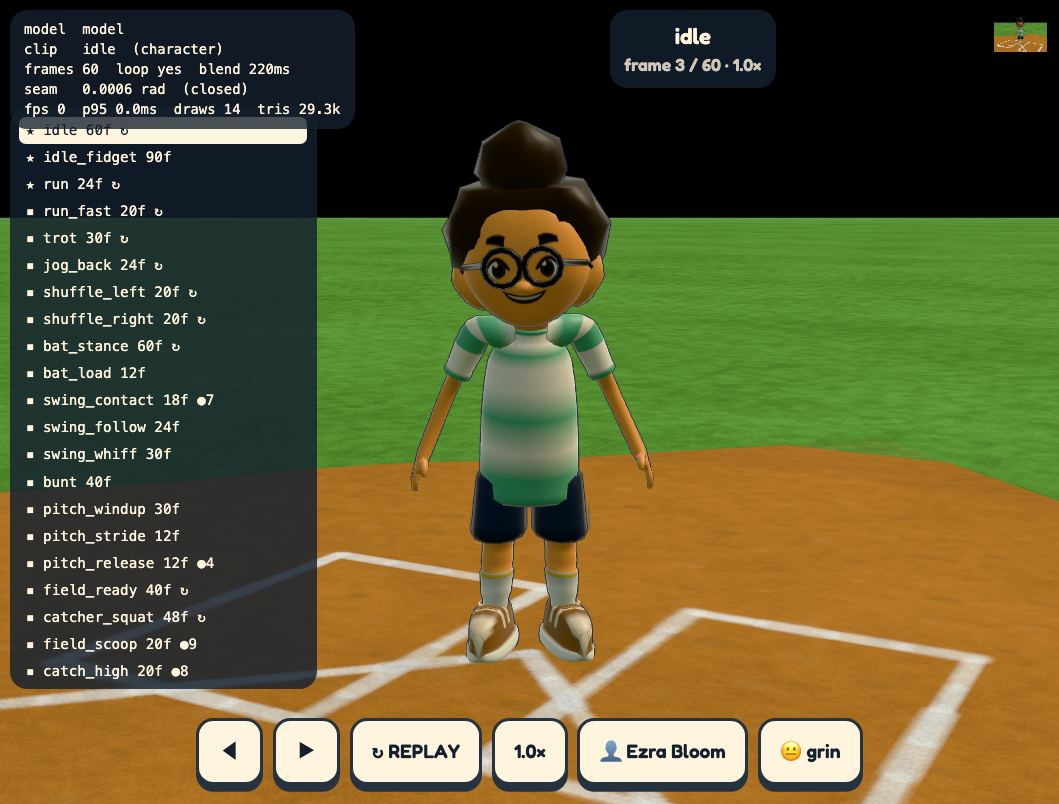 model  model
clip   idle  (character)
frames 60  loop yes  blend 220ms
seam   0.0006 rad  (closed)
fps 0  p95 0.0ms  draws 14  tris 29.3k
idle
frame 3 / 60 · 1.0×
★ idle 60f ↻
★ idle_fidget 90f
★ run 24f ↻
▪ run_fast 20f ↻
▪ trot 30f ↻
▪ jog_back 24f ↻
▪ shuffle_left 20f ↻
▪ shuffle_right 20f ↻
▪ bat_stance 60f ↻
▪ bat_load 12f
▪ swing_contact 18f ●7
▪ swing_follow 24f
▪ swing_whiff 30f
▪ bunt 40f
▪ pitch_windup 30f
▪ pitch_stride 12f
▪ pitch_release 12f ●4
▪ field_ready 40f ↻
▪ catcher_squat 48f ↻
▪ field_scoop 20f ●9
▪ catch_high 20f ●8
◀ ▶ ↻ REPLAY 1.0× 👤 Ezra Bloom 😐 grin